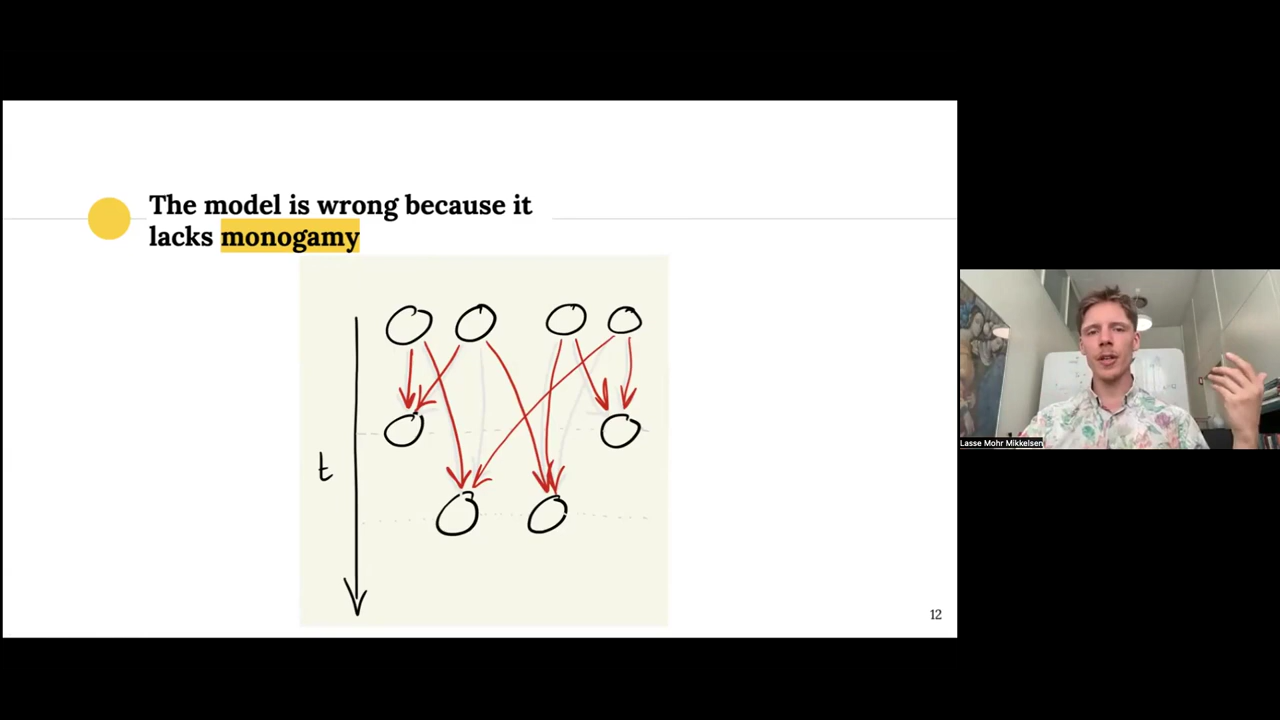 The model is wrong because it
lacks monogamy
t
12
Lasse Mohr Mikkelsen